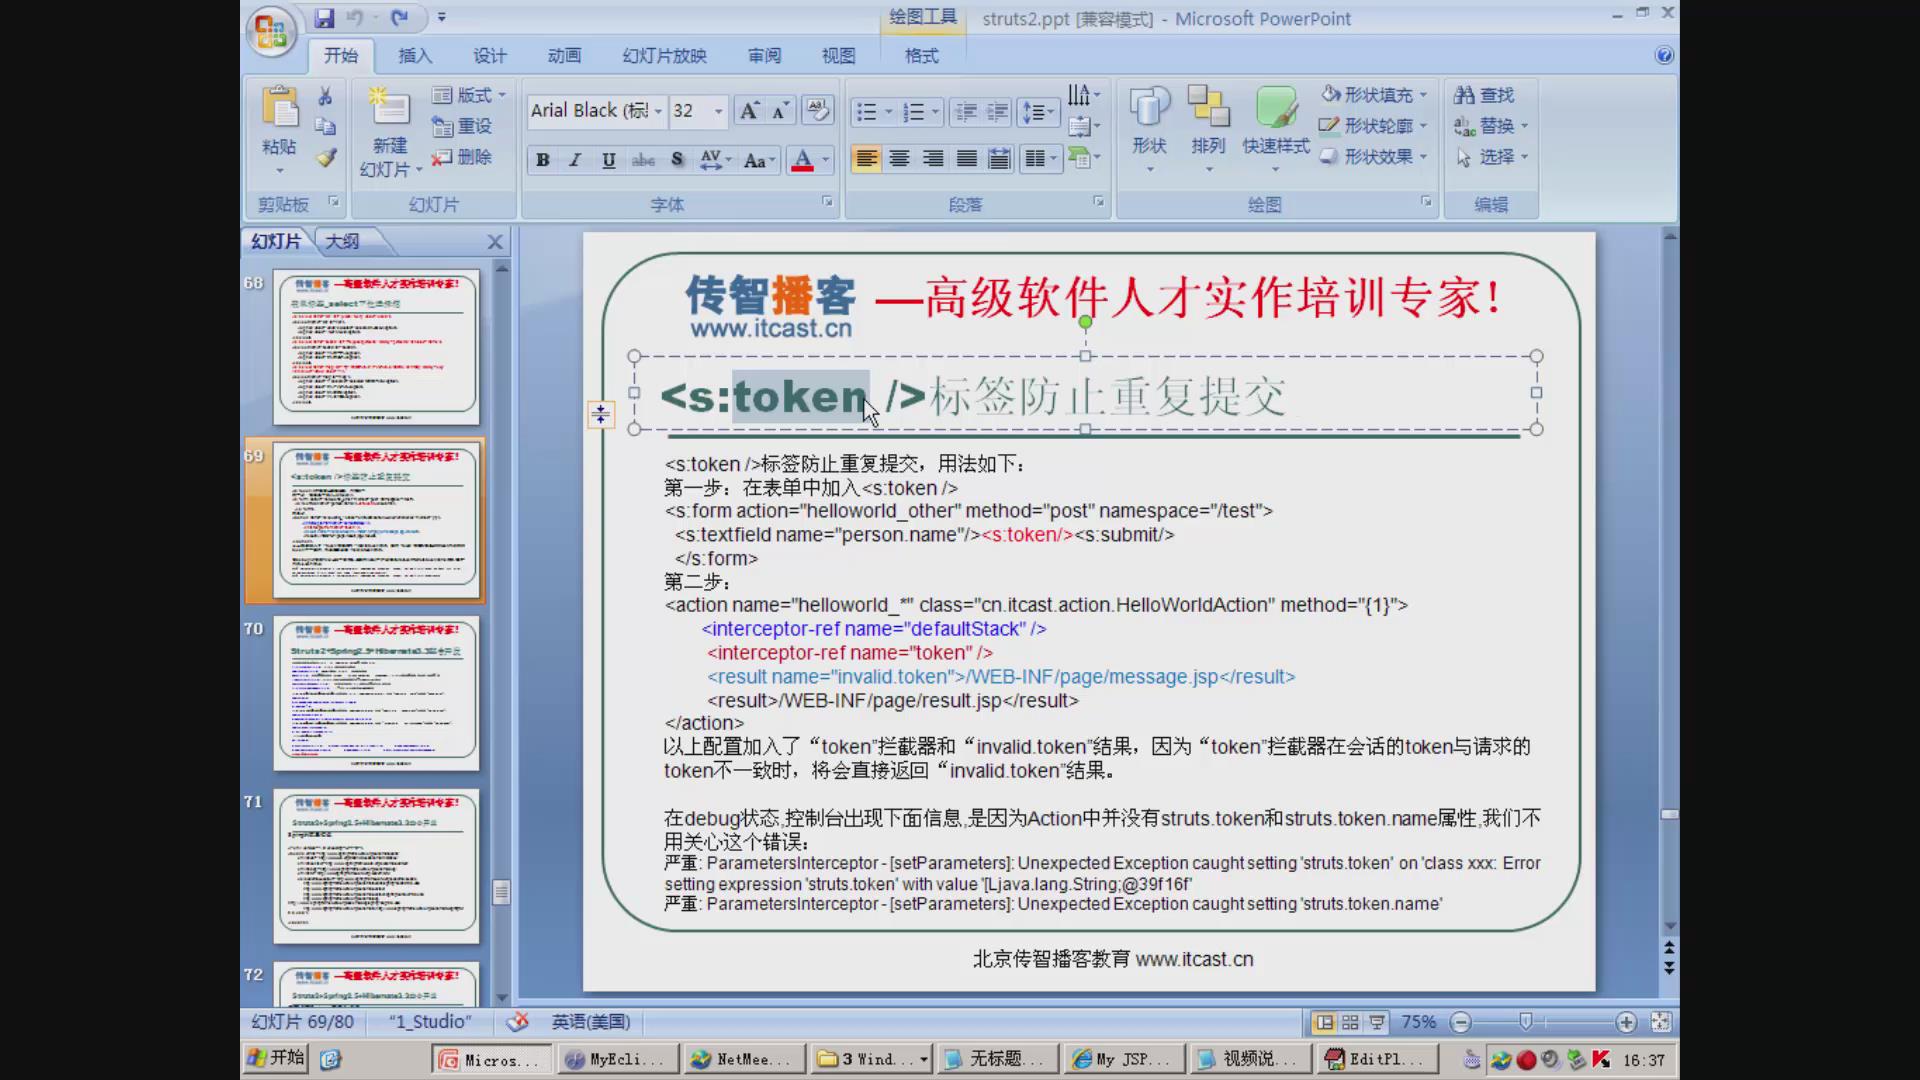 绘图工具
struts2.ppt [兼容模式] - Microsoft PowerPoint
开始 插入 设计 动画 幻灯片放映 审阅 视图 格式
粘贴
新建
幻灯片
版式
重设
删除
Arial Black (标 32
B I U abc S AV Aa A
形状 排列 快速样式
形状填充
形状轮廓
形状效果
查找
替换
选择
剪贴板 幻灯片 字体 段落 绘图 编辑
幻灯片 大纲
68
69
70
71
72
传智播客 —高级软件人才实作培训专家!
www.itcast.cn
<s:token />标签防止重复提交
<s:token />标签防止重复提交，用法如下：
第一步：在表单中加入<s:token />
<s:form action="helloworld_other" method="post" namespace="/test">
<s:textfield name="person.name"/><s:token/><s:submit/>
</s:form>
第二步：
<action name="helloworld_*" class="cn.itcast.action.HelloWorldAction" method="{1}">
<interceptor-ref name="defaultStack" />
<interceptor-ref name="token" />
<result name="invalid.token">/WEB-INF/page/message.jsp</result>
<result>/WEB-INF/page/result.jsp</result>
</action>
以上配置加入了“token”拦截器和“invalid.token”结果，因为“token”拦截器在会话的token与请求的
token不一致时，将会直接返回“invalid.token”结果。
在debug状态,控制台出现下面信息,是因为Action中并没有struts.token和struts.token.name属性,我们不
用关心这个错误：
严重: ParametersInterceptor - [setParameters]: Unexpected Exception caught setting 'struts.token' on 'class xxx: Error
setting expression 'struts.token' with value '[Ljava.lang.String;@39f16f'
严重: ParametersInterceptor - [setParameters]: Unexpected Exception caught setting 'struts.token.name'
北京传智播客教育 www.itcast.cn
幻灯片 69/80 "1_Studio" 英语(美国) 75%
开始 Micros... MyEcli... NetMee... 3 Wind... 无标题... My JSP... 视频说... EditPl... 16:37